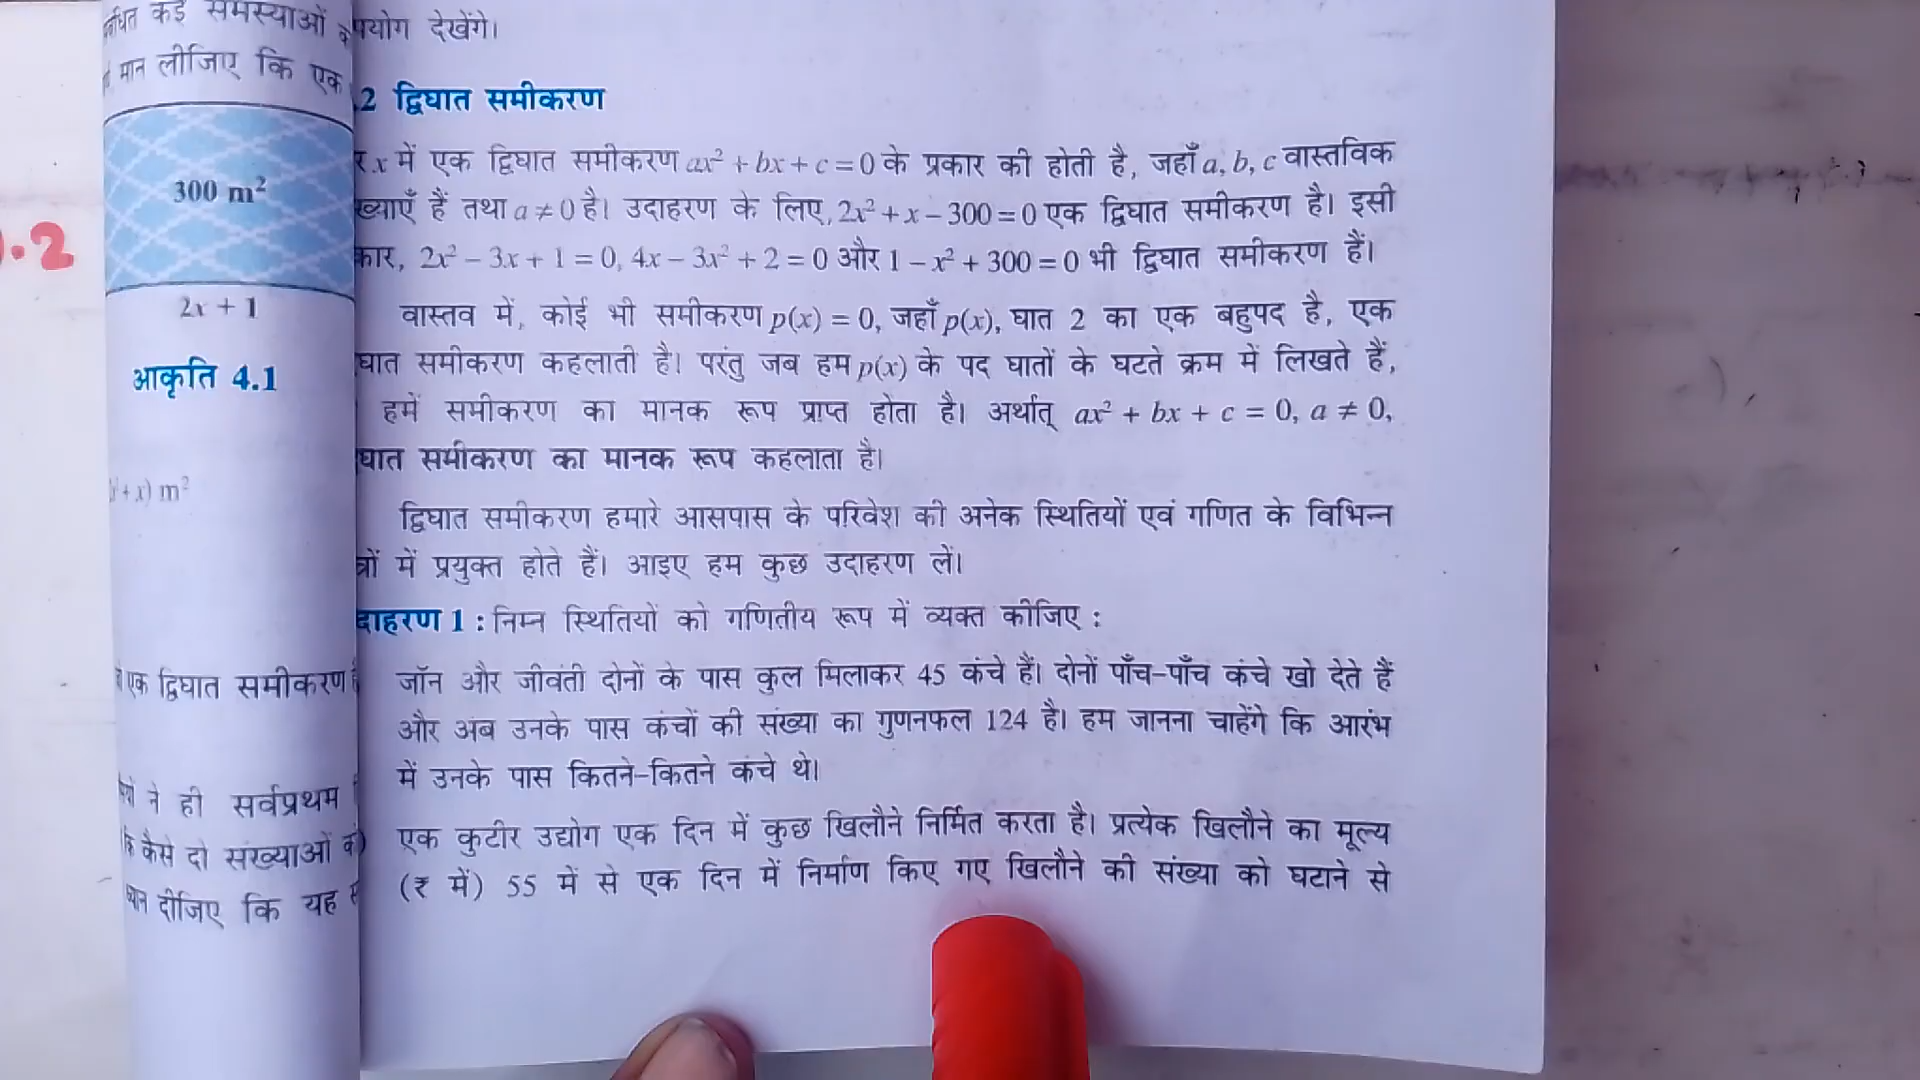 कई समस्याओं
मान लीजिए कि एक
300 m²
2x + 1
आकृति 4.1
+ x) m²
एक द्विघात समीकरण
ने ही सर्वप्रथम
कैसे दो संख्याओं
दीजिए कि यह
.2
देखेंगे।
.2 द्विघात समीकरण
x में एक द्विघात समीकरण ax² + bx + c = 0 के प्रकार की होती है, जहाँ a, b, c वास्तविक
हैं तथा a ≠ 0 है। उदाहरण के लिए, 2x² + x – 300 = 0 एक द्विघात समीकरण है। इसी
2x² – 3x + 1 = 0, 4x – 3x² + 2 = 0 और 1 – x² + 300 = 0 भी द्विघात समीकरण हैं।
वास्तव में, कोई भी समीकरण p(x) = 0, जहाँ p(x), घात 2 का एक बहुपद है, एक
घात समीकरण कहलाती है। परंतु जब हम p(x) के पद घातों के घटते क्रम में लिखते हैं,
हमें समीकरण का मानक रूप प्राप्त होता है। अर्थात् ax² + bx + c = 0, a ≠ 0,
घात समीकरण का मानक रूप कहलाता है।
द्विघात समीकरण हमारे आसपास के परिवेश की अनेक स्थितियों एवं गणित के विभिन्न
में प्रयुक्त होते हैं। आइए हम कुछ उदाहरण लें।
दाहरण 1 : निम्न स्थितियों को गणितीय रूप में व्यक्त कीजिए :
जॉन और जीवंती दोनों के पास कुल मिलाकर 45 कंचे हैं। दोनों पाँच-पाँच कंचे खो देते हैं
और अब उनके पास कंचों की संख्या का गुणनफल 124 है। हम जानना चाहेंगे कि आरंभ
में उनके पास कितने-कितने कंचे थे।
एक कुटीर उद्योग एक दिन में कुछ खिलौने निर्मित करता है। प्रत्येक खिलौने का मूल्य
(₹ में) 55 में से एक दिन में निर्माण किए गए खिलौने की संख्या को घटाने से